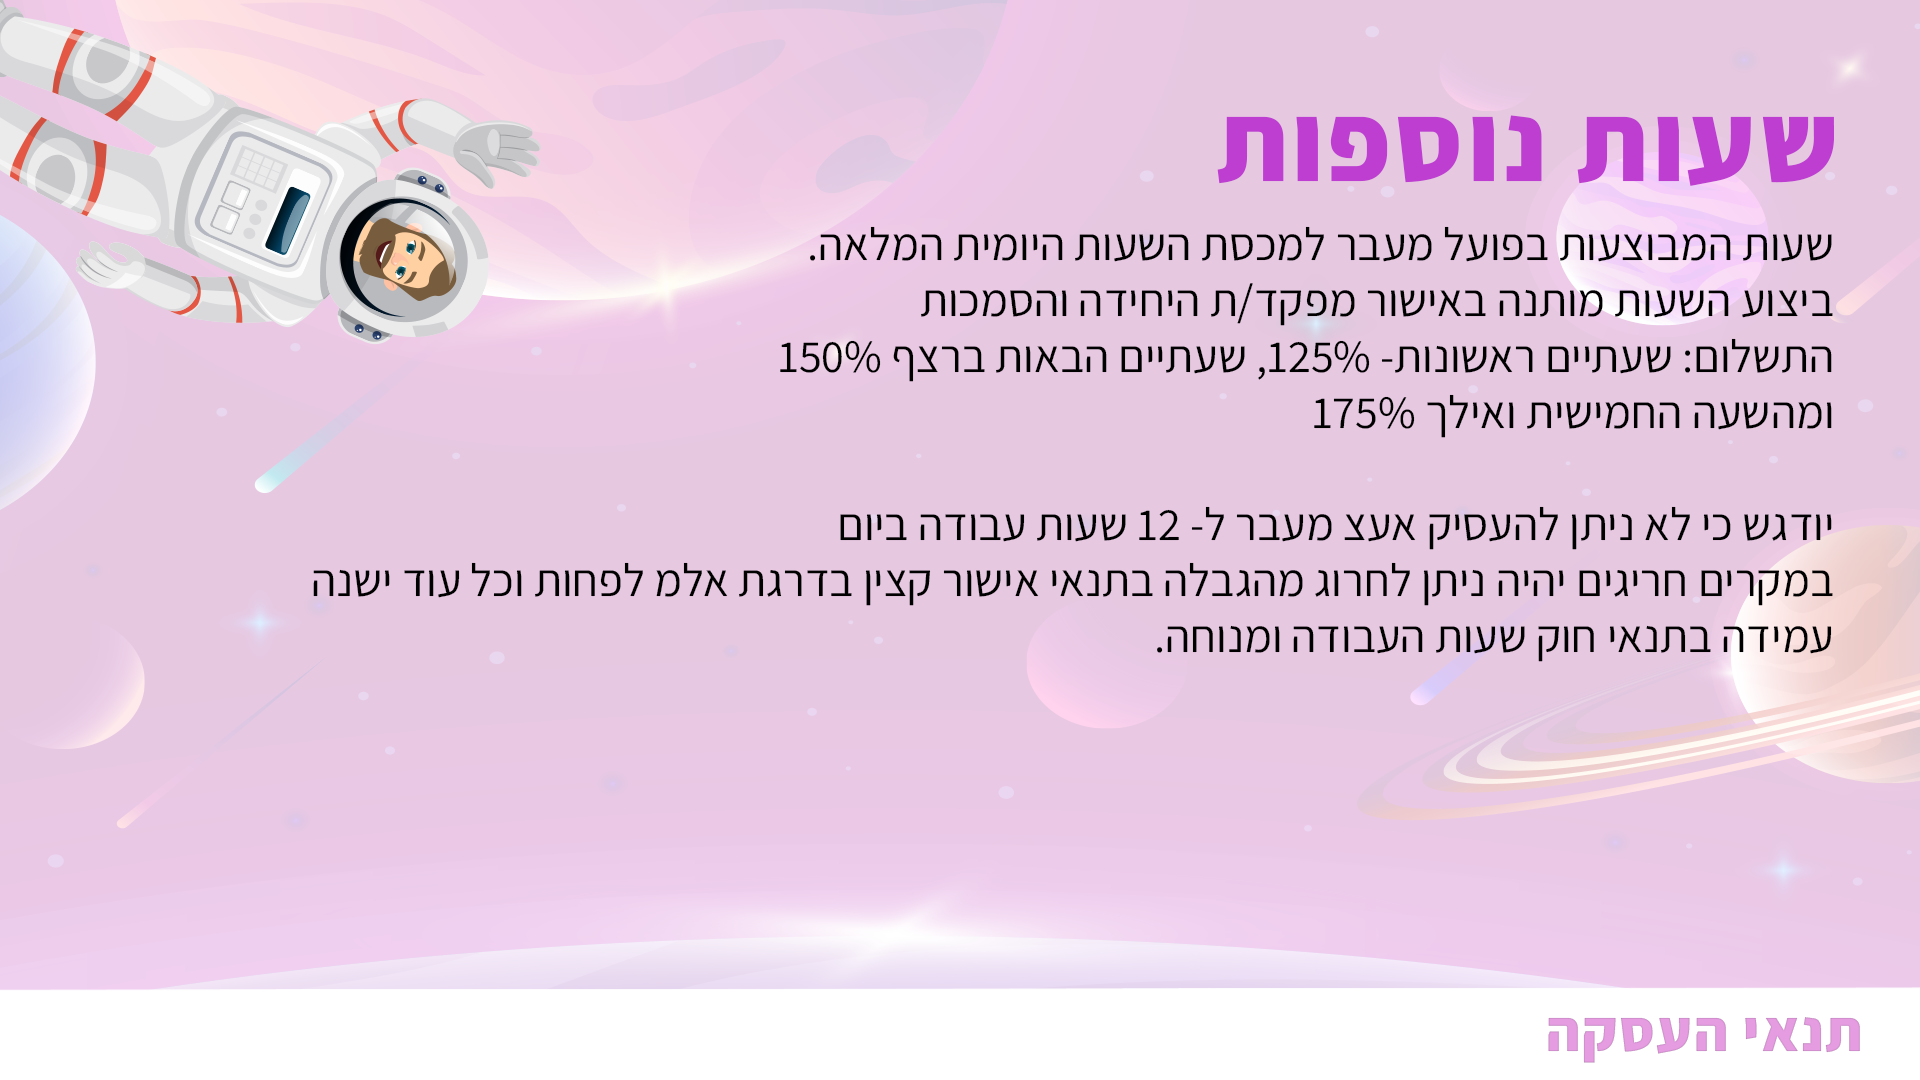 שעות נוספות
שעות המבוצעות בפועל מעבר למכסת השעות היומית המלאה.
ביצוע השעות מותנה באישור מפקד/ת היחידה והסמכות
התשלום: שעתיים ראשונות- 125%, שעתיים הבאות ברצף 150%
ומהשעה החמישית ואילך 175%
יודגש כי לא ניתן להעסיק אעצ מעבר ל- 12 שעות עבודה ביום
במקרים חריגים יהיה ניתן לחרוג מהגבלה בתנאי אישור קצין בדרגת אלמ לפחות וכל עוד ישנה
עמידה בתנאי חוק שעות העבודה ומנוחה.
תנאי העסקה